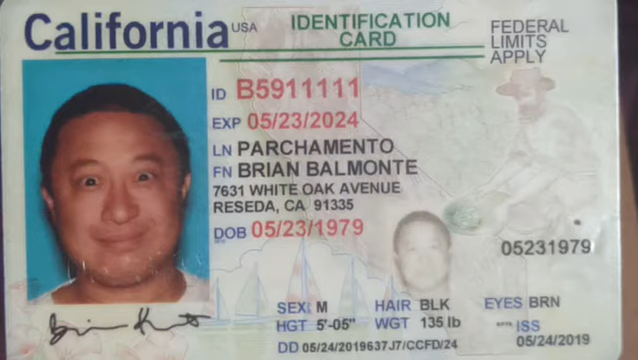 California USA IDENTIFICATION CARD
FEDERAL LIMITS APPLY
ID B5911111
EXP 05/23/2024
LN PARCHAMENTO
FN BRIAN BALMONTE
7631 WHITE OAK AVENUE
RESEDA, CA 91335
DOB 05/23/1979
05231979
SEX M HAIR BLK EYES BRN
HGT 5'-05" WGT 135 lb ISS
DD 05/24/2019637J7/CCFD/24 05/24/2019